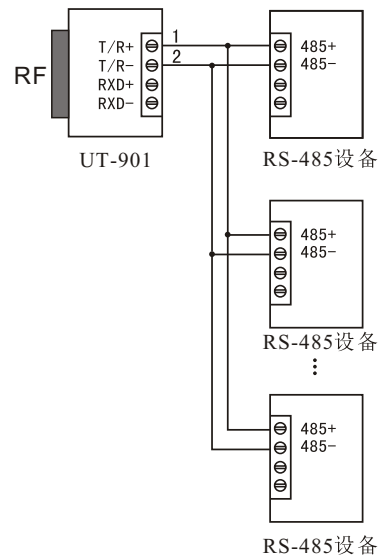 RF
T/R+
T/R-
RXD+
RXD-
1
2
UT-901
485+
485-
RS-485设备
485+
485-
RS-485设备
485+
485-
RS-485设备